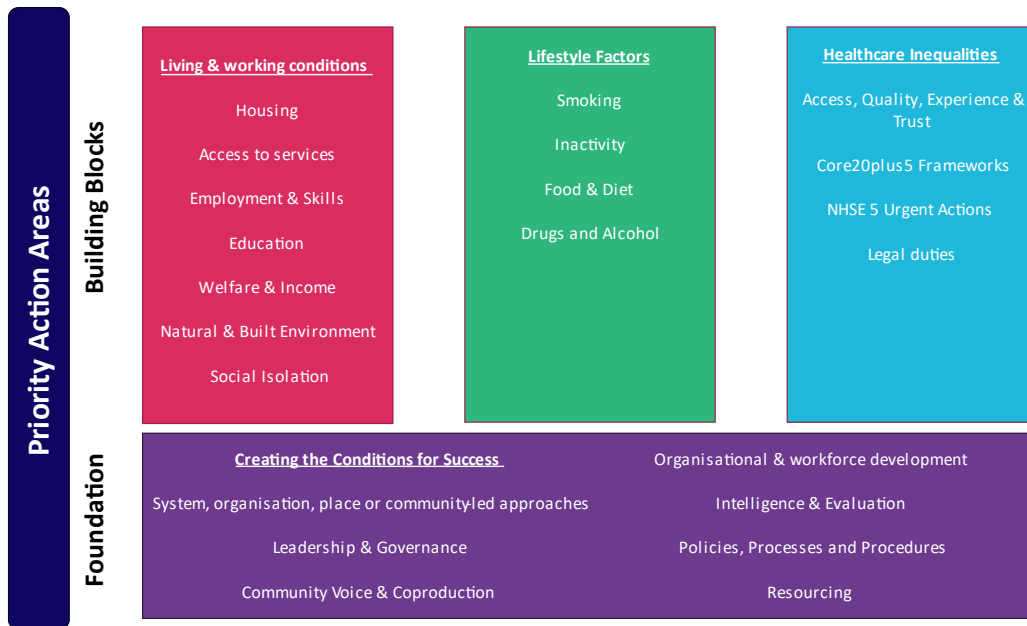 Priority Action Areas
Building Blocks
Living & working conditions
Housing
Access to services
Employment & Skills
Education
Welfare & Income
Natural & Built Environment
Social Isolation
Lifestyle Factors
Smoking
Inactivity
Food & Diet
Drugs and Alcohol
Healthcare Inequalities
Access, Quality, Experience &
Trust
Core20plus5 Frameworks
NHSE 5 Urgent Actions
Legal duties
Foundation
Creating the Conditions for Success
System, organisation, place or community-led approaches
Leadership & Governance
Community Voice & Coproduction
Organisational & workforce development
Intelligence & Evaluation
Policies, Processes and Procedures
Resourcing